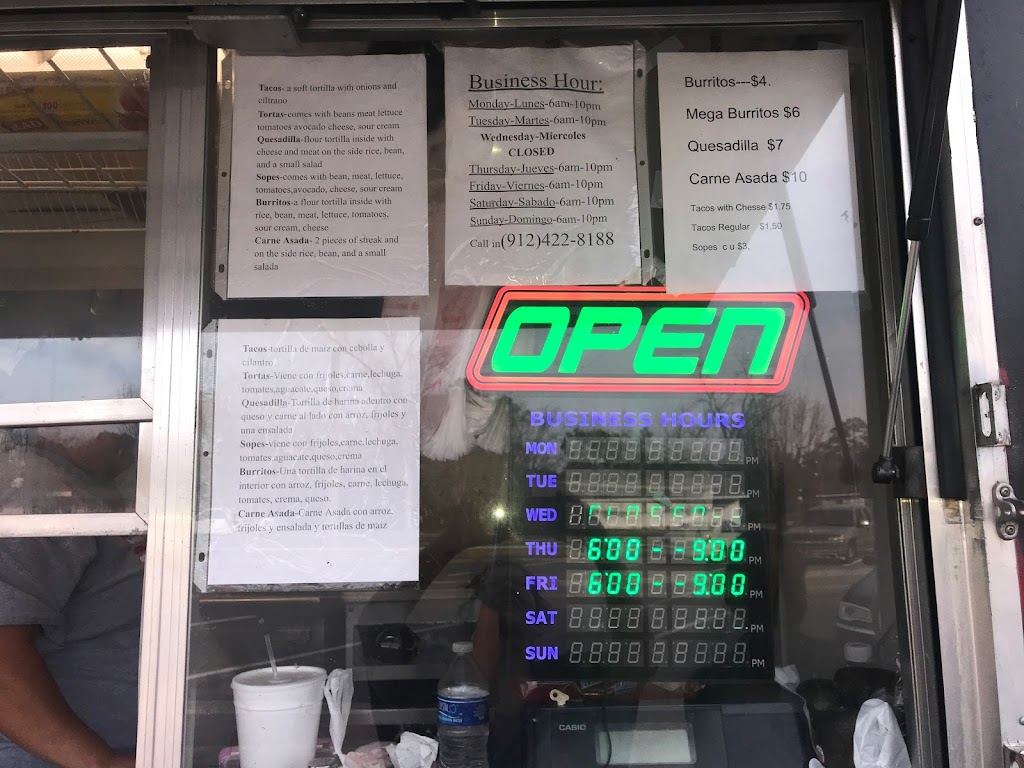 Tacos- a soft tortilla with onions and
ciltrano
Tortas-comes with beans meat lettuce
tomatoes avocado cheese, sour cream
Quesadilla-flour tortilla inside with
cheese and meat on the side rice, bean,
and a small salad
Sopes-comes with bean, meat, lettuce,
tomatoes,avocado, cheese, sour cream
Burritos-a flour tortilla inside with
rice, bean, meat, lettuce, tomatoes,
sour cream, cheese
Carne Asada- 2 pieces of streak and
on the side rice, bean, and a small
salada
Business Hour:
Monday-Lunes-6am-10pm
Tuesday-Martes-6am-10pm
Wednesday-Miercoles
CLOSED
Thursday-Jueves-6am-10pm
Friday-Viernes-6am-10pm
Saturday-Sabado-6am-10pm
Sunday-Domingo-6am-10pm
Call in(912)422-8188
Burritos---$4.
Mega Burritos $6
Quesadilla $7
Carne Asada $10
Tacos with Chesse $1.75
Tacos Regular $1,50
Sopes c u $3.
Tacos-tortilla de maiz con cebolla y
cilantro
Tortas-Viene con frijoles,carne,lechuga,
tomates,aguacate,queso,crema
Quesadilla-Tortilla de harina adentro con
queso y carne al lado con arroz, frijoles y
una ensalada
Sopes-viene con frijoles,carne,lechuga,
tomates,aguacate,queso,crema
Burritos-Una tortilla de harina en el
interior con arroz, frijoles, carne, lechuga,
tomates, crema, queso.
Carne Asada-Carne Asada con arroz,
frijoles y ensalada y tortillas de maiz
OPEN
BUSINESS HOURS
MON PM
TUE PM
WED PM
THU 6:00 - -9:00 PM
FRI 6:00 - -9:00 PM
SAT PM
SUN PM
CASIO